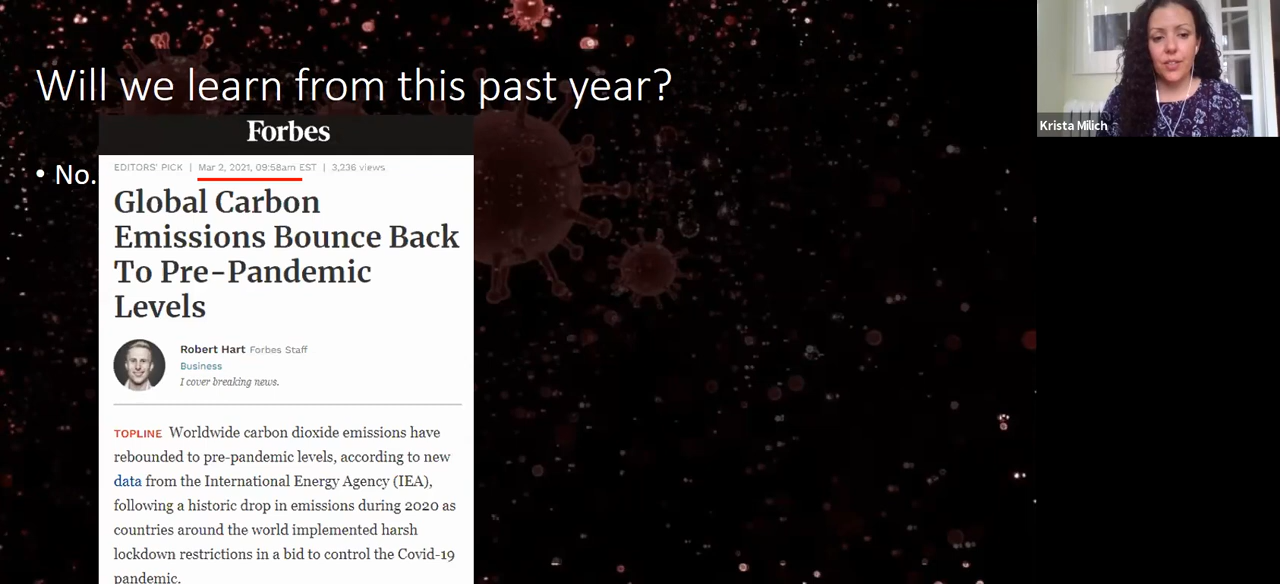 Will we learn from this past year?
Krista Milich
• No.
Forbes
EDITORS' PICK | Mar 2, 2021, 09:58am EST | 3,236 views
Global Carbon
Emissions Bounce Back
To Pre-Pandemic
Levels
Robert Hart Forbes Staff
Business
I cover breaking news.
TOPLINE Worldwide carbon dioxide emissions have
rebounded to pre-pandemic levels, according to new
data from the International Energy Agency (IEA),
following a historic drop in emissions during 2020 as
countries around the world implemented harsh
lockdown restrictions in a bid to control the Covid-19
pandemic.